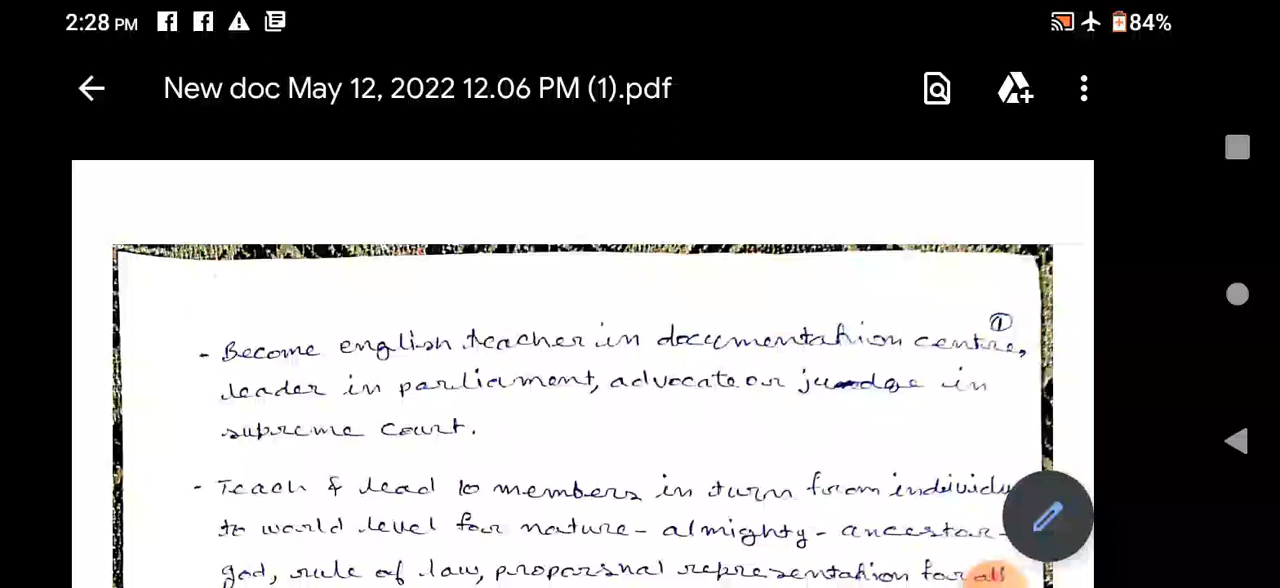 2:28 PM
84%
New doc May 12, 2022 12.06 PM (1).pdf
①
- Become english teacher in documentation centre,
leader in parliament, advocate or judge in
supreme court.
- Teach & lead 10 members in turn from individu
to world level for nature - almighty - ancestor -
god, rule of law, proparsnal representation for all